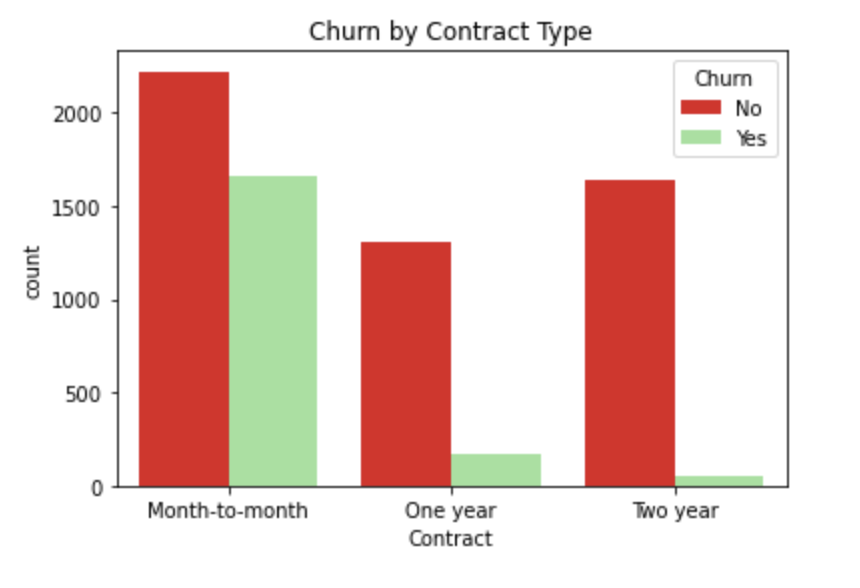 Churn by Contract Type
Churn
No
Yes
count
2000
1500
1000
500
0
Month-to-month One year Two year
Contract